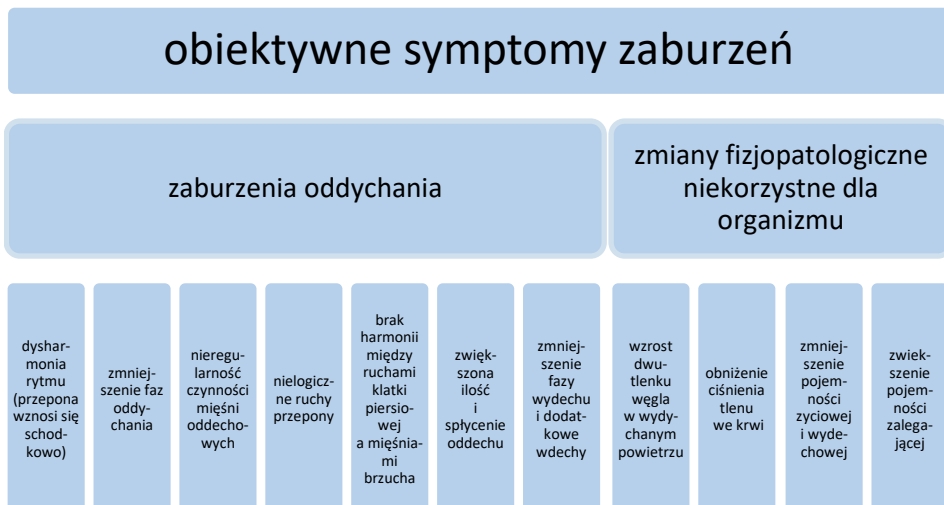 obiektywne symptomy zaburzeń
zaburzenia oddychania
zmiany fizjopatologiczne
niekorzystne dla
organizmu
dyshar-
monia
rytmu
(przepona
wznosi się
schod-
kowo)
zmniej-
szenie faz
oddy-
chania
nieregu-
larność
czynności
mięśni
oddecho-
wych
nielogicz-
ne ruchy
przepony
brak
harmonii
między
ruchami
klatki
piersio-
wej
a mięśnia-
mi
brzucha
zwięk-
szona
ilość
i
spłycenie
oddechu
zmniej-
szenie
fazy
wydechu
i dodat-
kowe
wdechy
wzrost
dwu-
tlenku
węgla
w wydy-
chanym
powietrzu
obniżenie
ciśnienia
tlenu
we krwi
zmniej-
szenie
pojem-
ności
zyciowej
i wyde-
chowej
zwiek-
szenie
pojem-
ności
zalega-
jącej